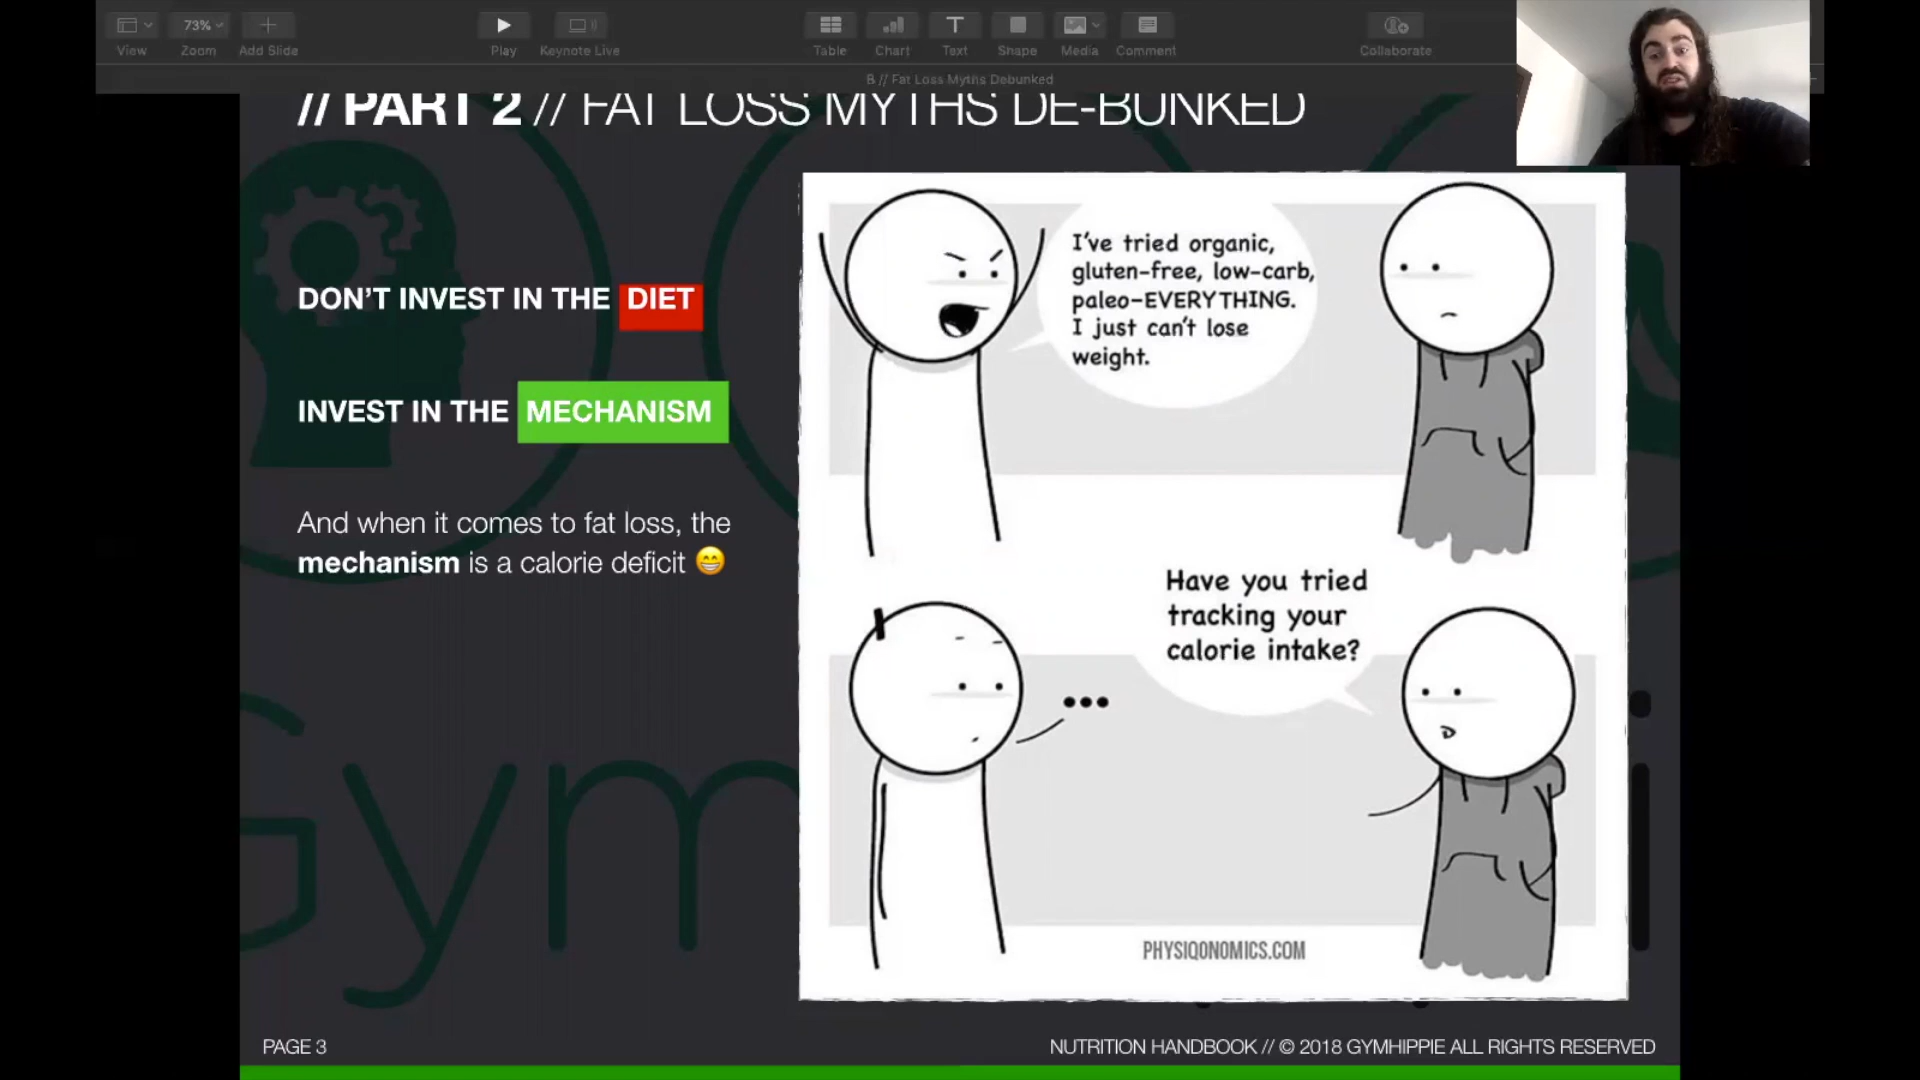 View
73%
Zoom
Add Slide
Play
Keynote Live
Table
Chart
Text
Shape
Media
Comment
Collaborate
B // Fat Loss Myths Debunked
// PART 2 // FAT LOSS MYTHS DE-BUNKED
DON'T INVEST IN THE DIET
INVEST IN THE MECHANISM
And when it comes to fat loss, the
mechanism is a calorie deficit 😁
I've tried organic,
gluten-free, low-carb,
paleo-EVERYTHING.
I just can't lose
weight.
Have you tried
tracking your
calorie intake?
•••
PHYSIQONOMICS.COM
Gym
PAGE 3
NUTRITION HANDBOOK // © 2018 GYMHIPPIE ALL RIGHTS RESERVED